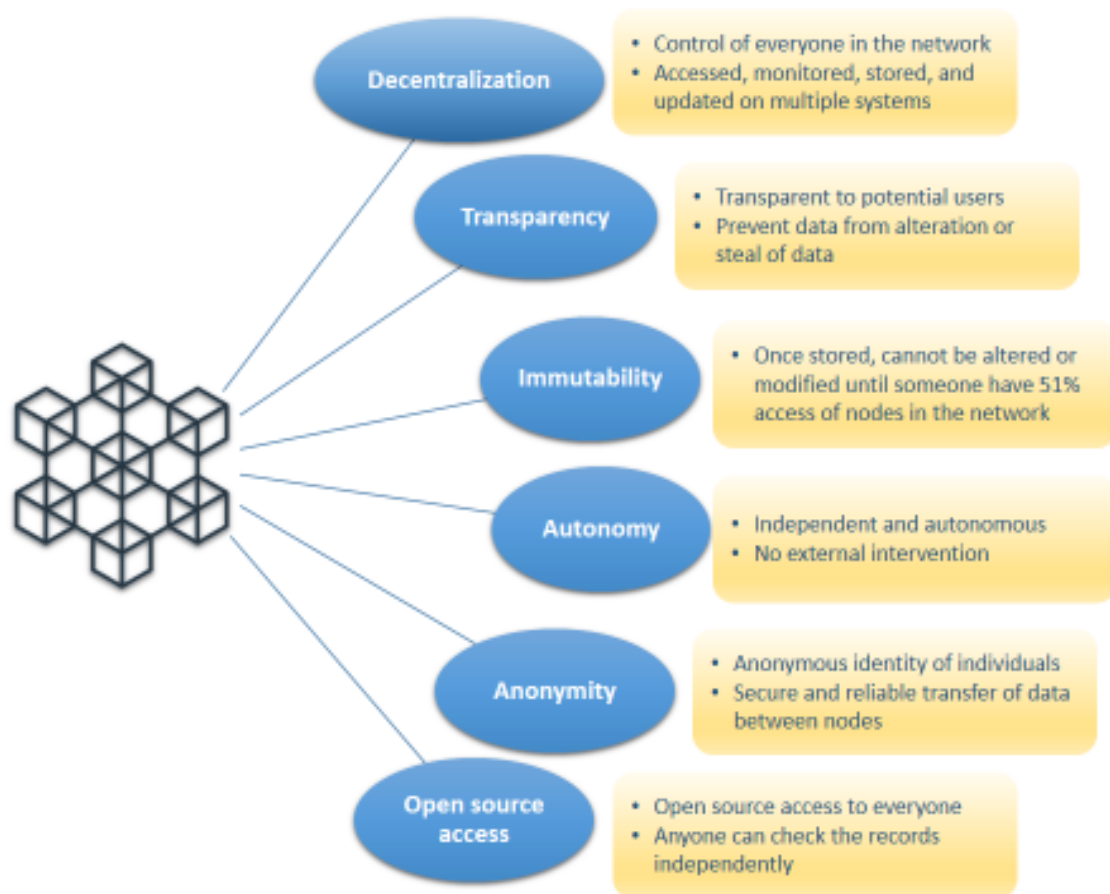 Decentralization
• Control of everyone in the network
• Accessed, monitored, stored, and
updated on multiple systems
Transparency
• Transparent to potential users
• Prevent data from alteration or
steal of data
Immutability
• Once stored, cannot be altered or
modified until someone have 51%
access of nodes in the network
Autonomy
• Independent and autonomous
• No external intervention
Anonymity
• Anonymous identity of individuals
• Secure and reliable transfer of data
between nodes
Open source
access
• Open source access to everyone
• Anyone can check the records
independently